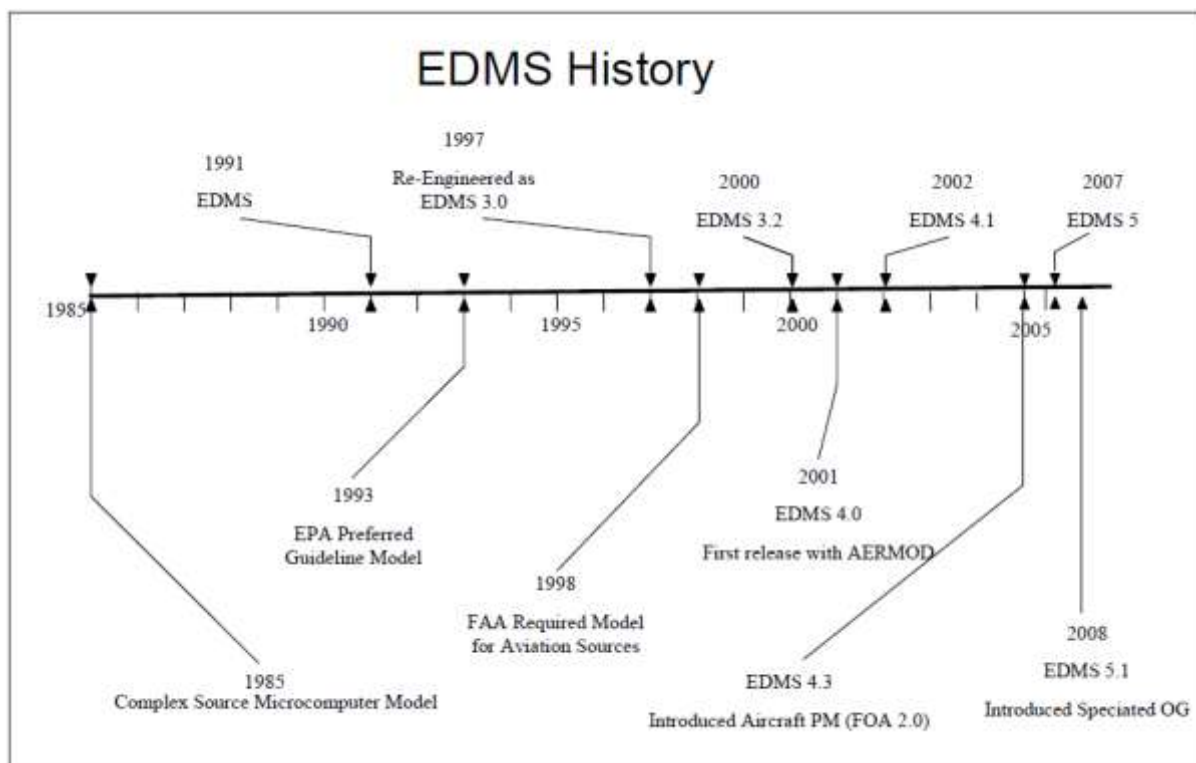 EDMS History
1991
EDMS
1997
Re-Engineered as
EDMS 3.0
2000
EDMS 3.2
2002
EDMS 4.1
2007
EDMS 5
1985
1990
1995
2000
2005
1993
EPA Preferred
Guideline Model
2001
EDMS 4.0
First release with AERMOD
1998
FAA Required Model
for Aviation Sources
1985
Complex Source Microcomputer Model
EDMS 4.3
Introduced Aircraft PM (FOA 2.0)
2008
EDMS 5.1
Introduced Speciated OG